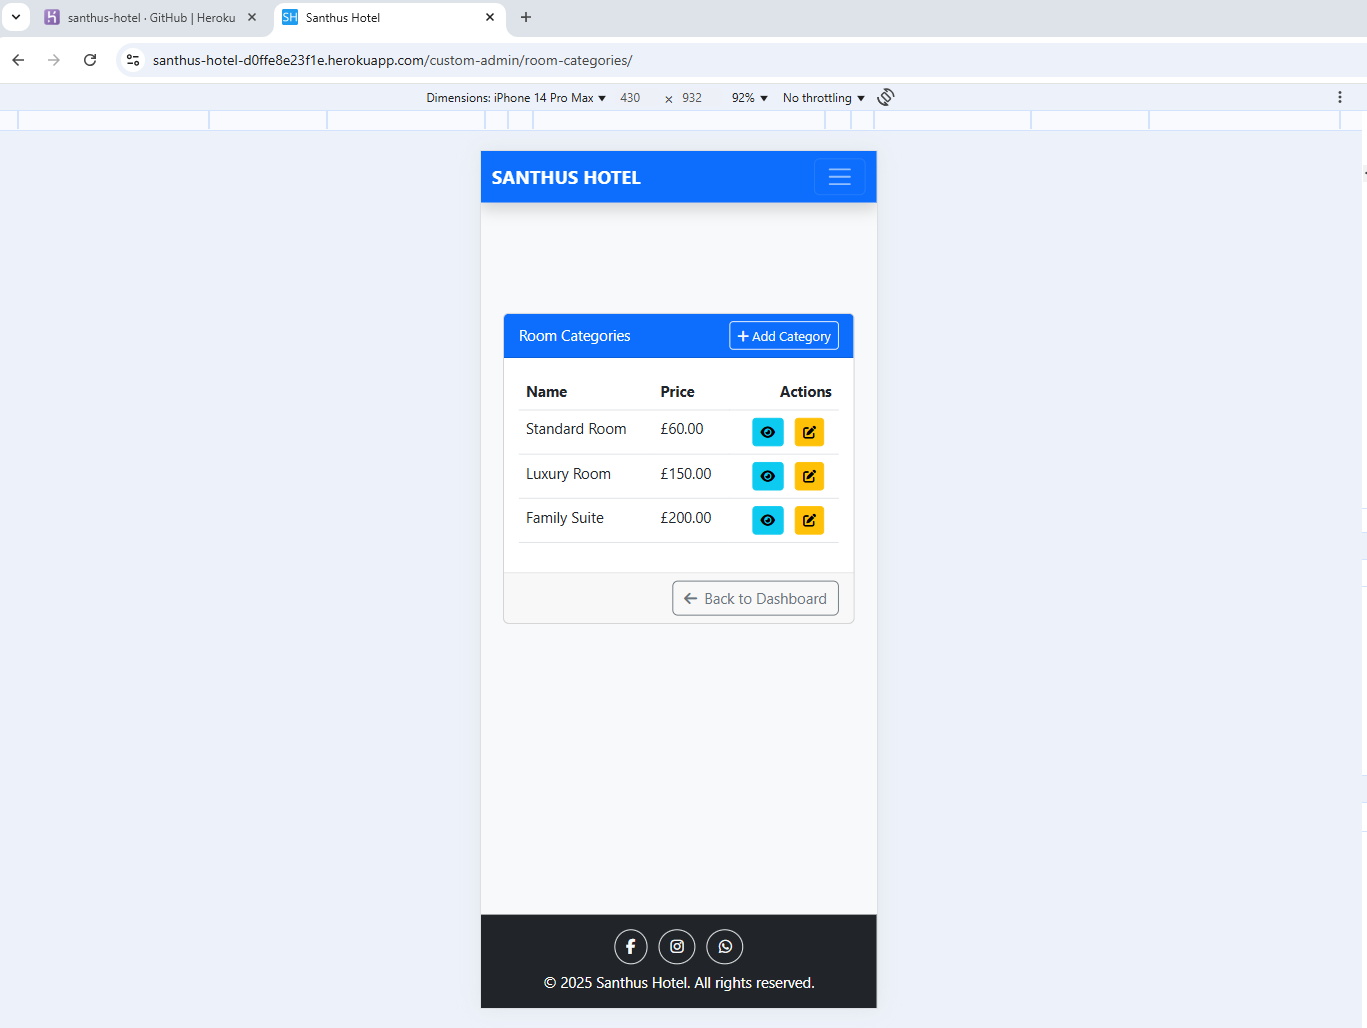 santhus-hotel · GitHub | Heroku
SH Santhus Hotel
santhus-hotel-d0ffe8e23f1e.herokuapp.com/custom-admin/room-categories/
Dimensions: iPhone 14 Pro Max 430 × 932 92% No throttling
SANTHUS HOTEL
Room Categories + Add Category
Name Price Actions
Standard Room £60.00
Luxury Room £150.00
Family Suite £200.00
← Back to Dashboard
© 2025 Santhus Hotel. All rights reserved.